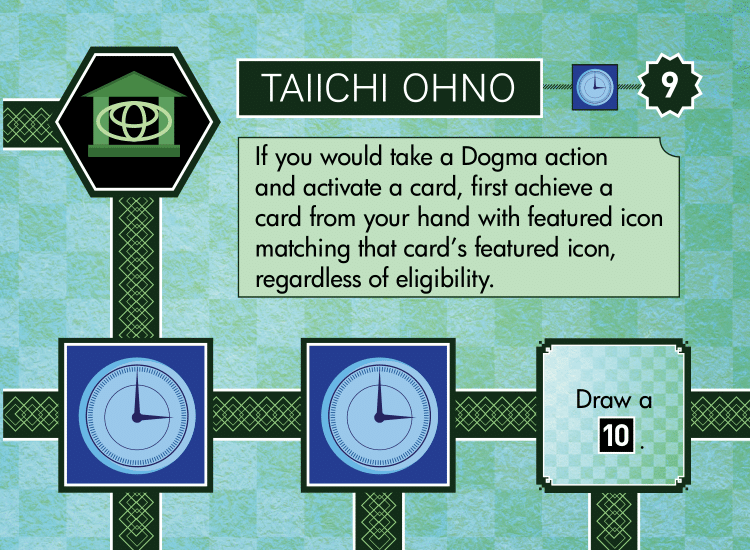 TAIICHI OHNO
9
If you would take a Dogma action
and activate a card, first achieve a
card from your hand with featured icon
matching that card’s featured icon,
regardless of eligibility.
Draw a
10 .